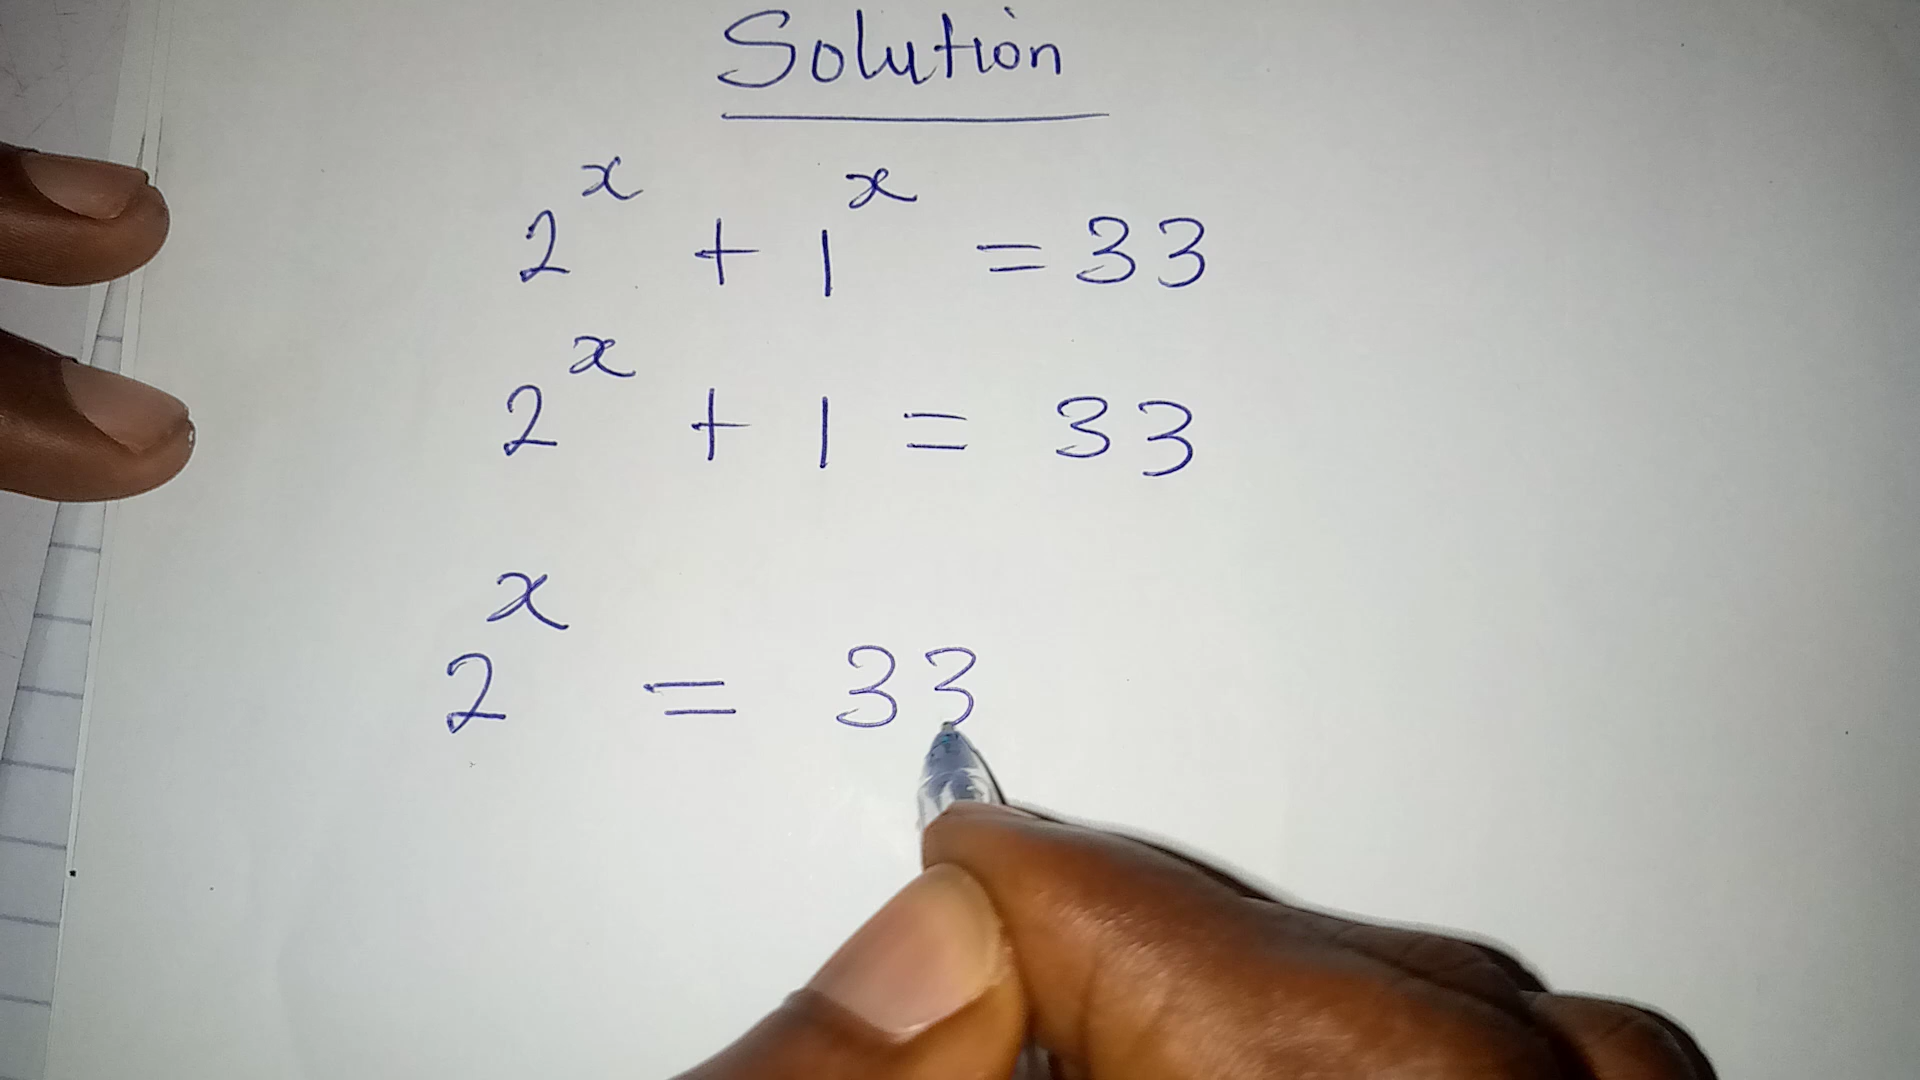 Solution
2^x + 1^x = 33
2^x + 1 = 33
2^x = 33